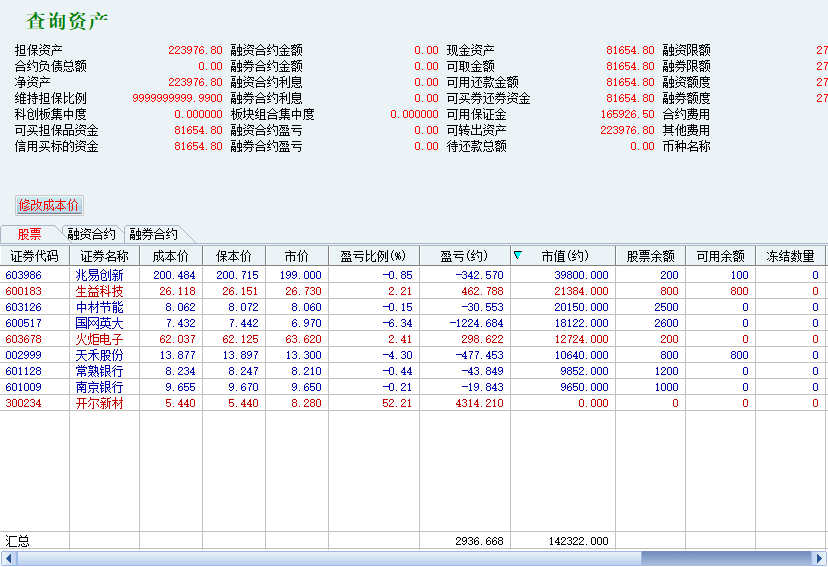 查询资产
担保资产 223976.80 融资合约金额 0.00 现金资产 81654.80 融资限额 27
合约负债总额 0.00 融券合约金额 0.00 可取金额 81654.80 融券限额 27
净资产 223976.80 融资合约利息 0.00 可用还款金额 81654.80 融资额度 27
维持担保比例 9999999999.9900 融券合约利息 0.00 可买券还券资金 81654.80 融券额度 27
科创板集中度 0.000000 板块组合集中度 0.000000 可用保证金 165926.50 合约费用
可买担保品资金 81654.80 融资合约盈亏 0.00 可转出资产 223976.80 其他费用
信用买标的资金 81654.80 融券合约盈亏 0.00 待还款总额 0.00 币种名称
修改成本价
股票 融资合约 融券合约
证券代码 证券名称 成本价 保本价 市价 盈亏比例(%) 盈亏(约) 市值(约) 股票余额 可用余额 冻结数量
603986 兆易创新 200.484 200.715 199.000 -0.85 -342.570 39800.000 200 100 0
600183 生益科技 26.118 26.151 26.730 2.21 462.788 21384.000 800 800 0
603126 中材节能 8.062 8.072 8.060 -0.15 -30.553 20150.000 2500 0 0
600517 国网英大 7.432 7.442 6.970 -6.34 -1224.684 18122.000 2600 0 0
603678 火炬电子 62.037 62.125 63.620 2.41 298.622 12724.000 200 0 0
002999 天禾股份 13.877 13.897 13.300 -4.30 -477.453 10640.000 800 800 0
601128 常熟银行 8.234 8.247 8.210 -0.44 -43.849 9852.000 1200 0 0
601009 南京银行 9.655 9.670 9.650 -0.21 -19.843 9650.000 1000 0 0
300234 开尔新材 5.440 5.440 8.280 52.21 4314.210 0.000 0 0 0
汇总 2936.668 142322.000